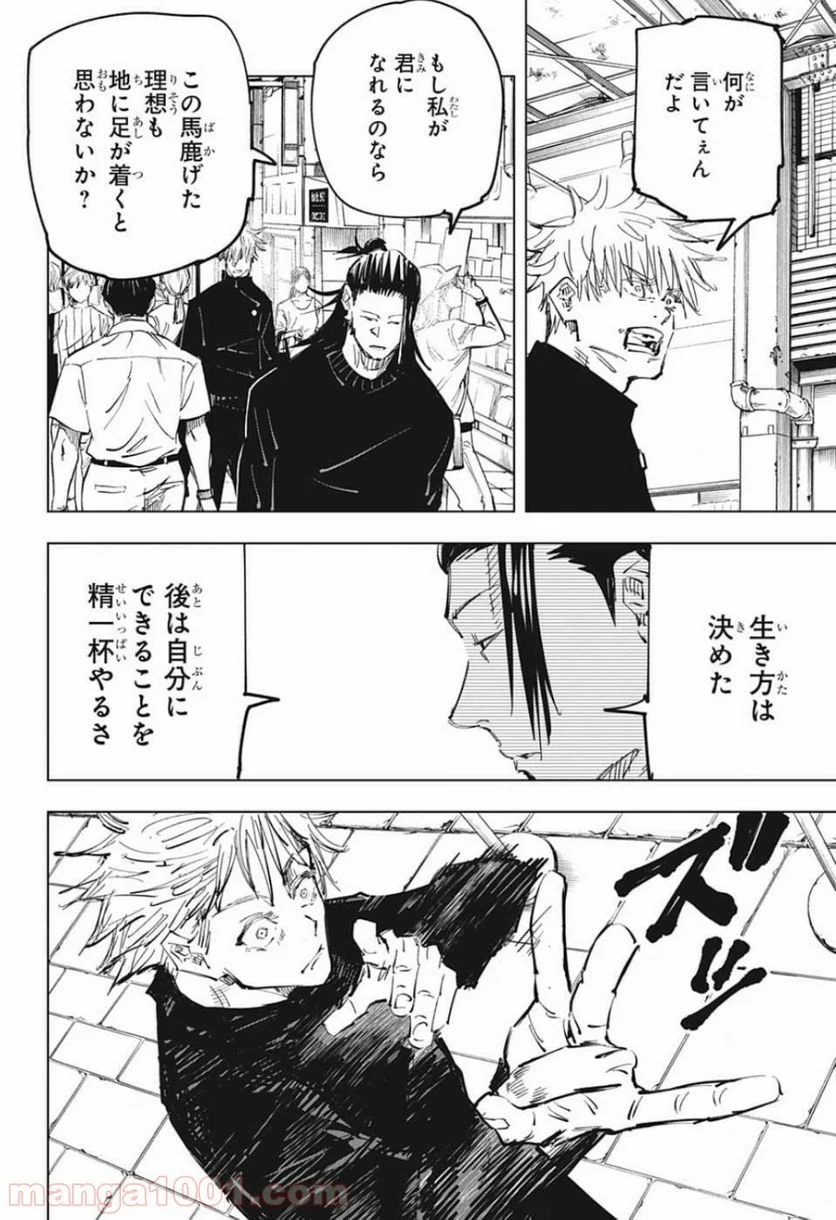 何が
言いてぇん
だよ
もし私が
君に
なれるのなら
この馬鹿げた
理想も
地に足が着くと
思わないか?
生き方は
決めた
後は自分に
できることを
精一杯やるさ
ズッ
manga1001.com